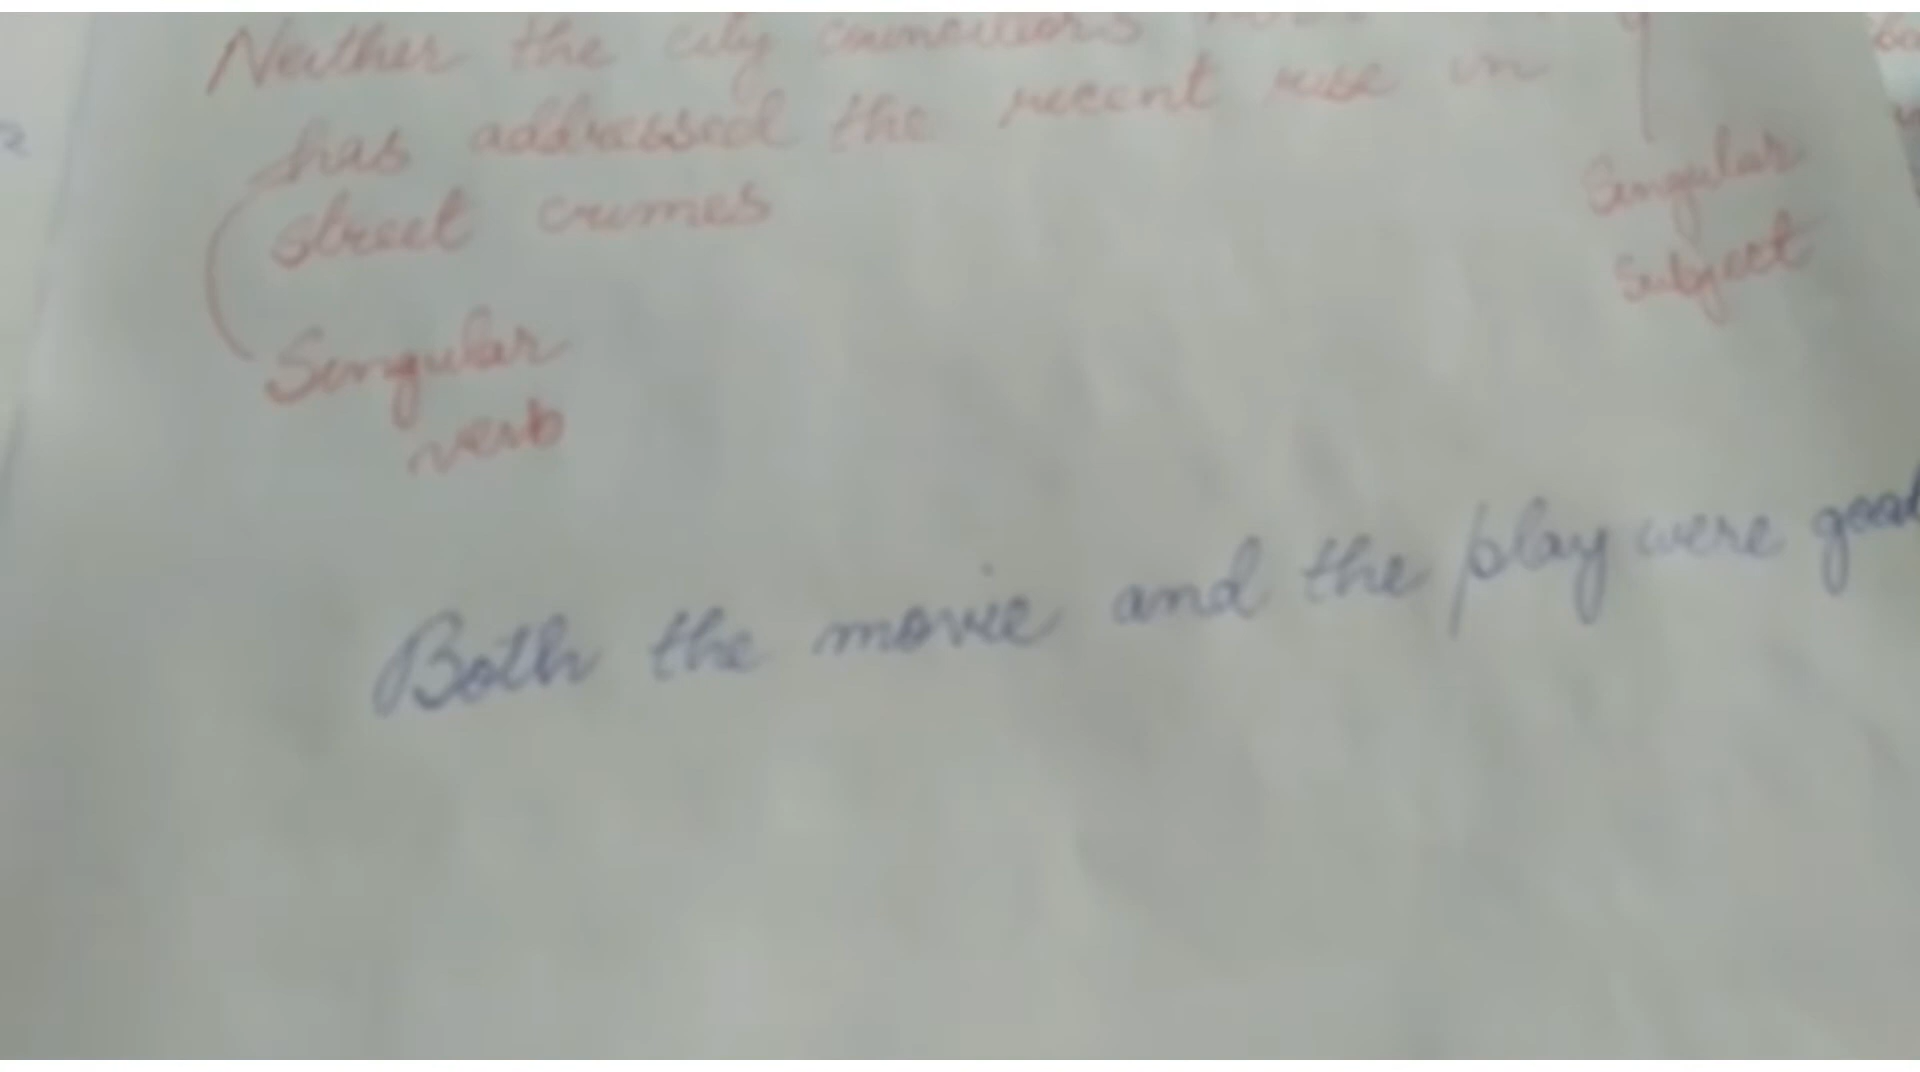 Neither the city councillors
has addressed the recent rise in
street crimes
Singular
subject
Singular
verb
Both the movie and the play were good